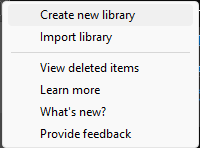 Create new library
Import library
View deleted items
Learn more
What's new?
Provide feedback